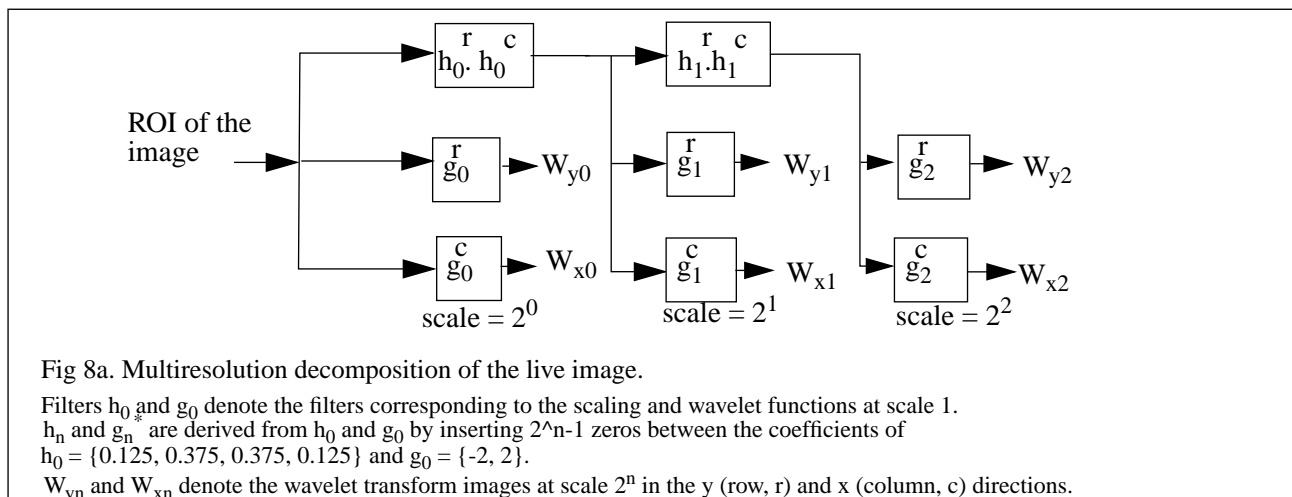 r c
h0. h0
r c
h1.h1
ROI of the
image
r
g0
Wy0
r
g1
Wy1
r
g2
Wy2
c
g0
Wx0
c
g1
Wx1
c
g2
Wx2
scale = 2^0
scale = 2^1
scale = 2^2
Fig 8a. Multiresolution decomposition of the live image.
Filters h0 and g0 denote the filters corresponding to the scaling and wavelet functions at scale 1.
hn and gn* are derived from h0 and g0 by inserting 2^n-1 zeros between the coefficients of
h0 = {0.125, 0.375, 0.375, 0.125} and g0 = {-2, 2}.
Wyn and Wxn denote the wavelet transform images at scale 2^n in the y (row, r) and x (column, c) directions.